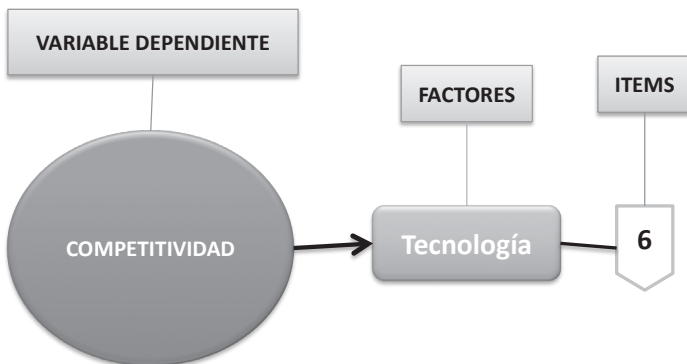 VARIABLE DEPENDIENTE
FACTORES
ITEMS
COMPETITIVIDAD
Tecnología
6